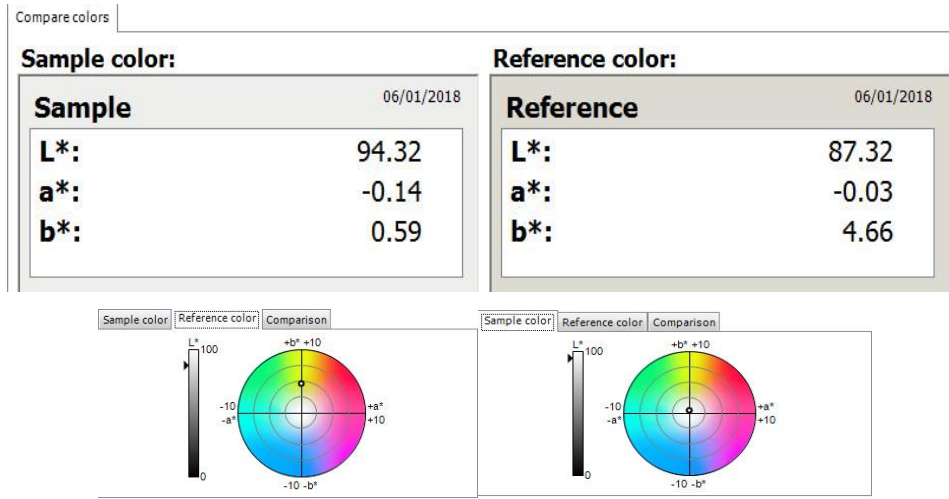 Compare colors
Sample color:
Sample 06/01/2018
L*: 94.32
a*: -0.14
b*: 0.59
Reference color:
Reference 06/01/2018
L*: 87.32
a*: -0.03
b*: 4.66
Sample color Reference color Comparison
L* 100
+b* +10
-10 -a*
+a* +10
0
-10 -b*
Sample color Reference color Comparison
L* 100
+b* +10
-10 -a*
+a* +10
0
-10 -b*